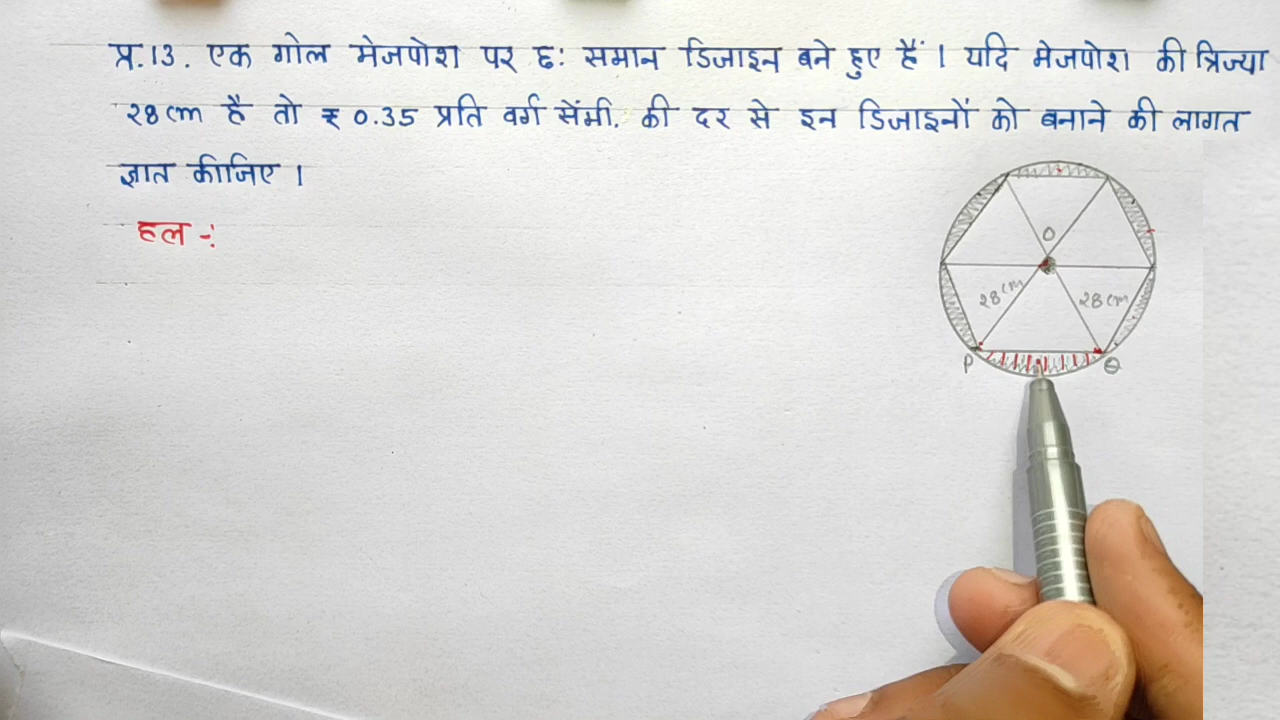 प्र.13. एक गोल मेजपोश पर छः समान डिजाइन बने हुए हैं । यदि मेजपोश की त्रिज्या
28 cm है तो ₹ 0.35 प्रति वर्ग सेंमी. की दर से इन डिजाइनों को बनाने की लागत
ज्ञात कीजिए ।
हल -:
O
28 cm 28 cm
P Q